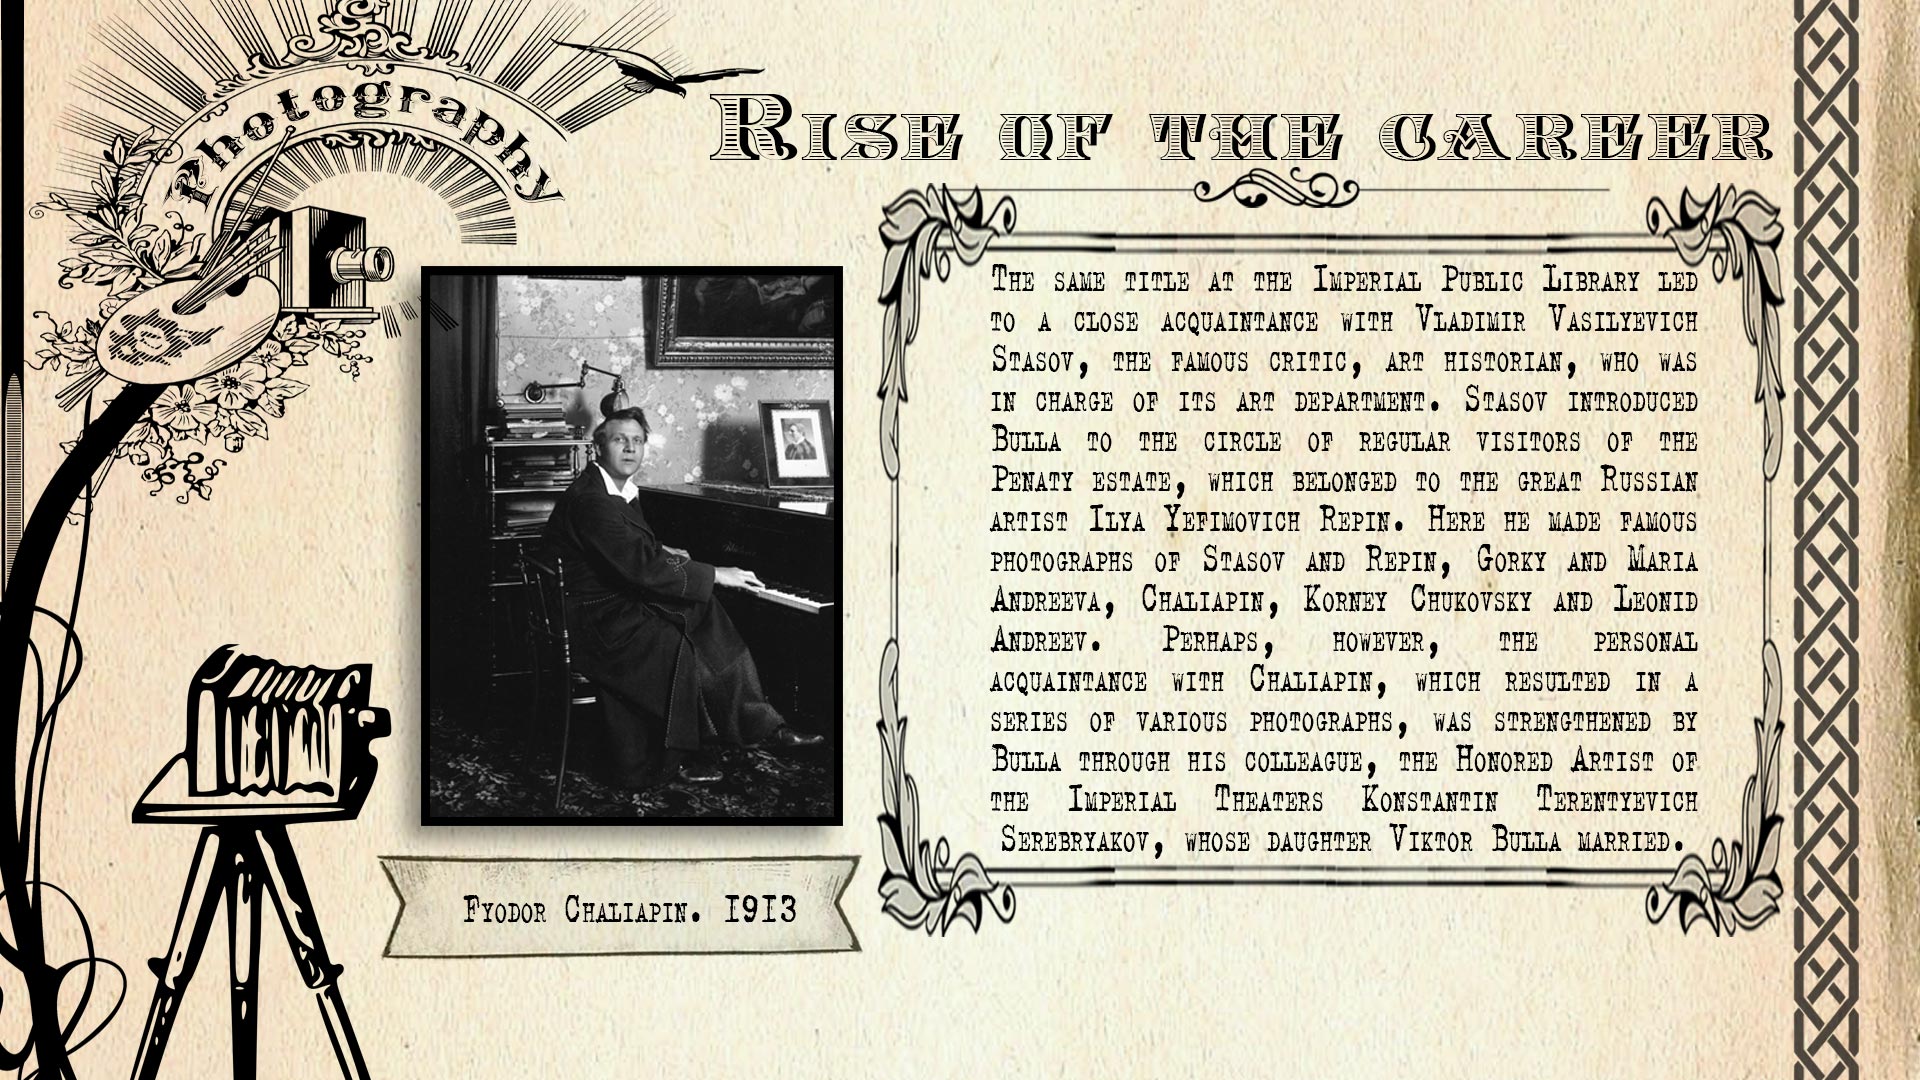 Photography
Rise of the career
The same title at the Imperial Public Library led
to a close acquaintance with Vladimir Vasilyevich
Stasov, the famous critic, art historian, who was
in charge of its art department. Stasov introduced
Bulla to the circle of regular visitors of the
Penaty estate, which belonged to the great Russian
artist Ilya Yefimovich Repin. Here he made famous
photographs of Stasov and Repin, Gorky and Maria
Andreeva, Chaliapin, Korney Chukovsky and Leonid
Andreev. Perhaps, however, the personal
acquaintance with Chaliapin, which resulted in a
series of various photographs, was strengthened by
Bulla through his colleague, the Honored Artist of
the Imperial Theaters Konstantin Terentyevich
Serebryakov, whose daughter Viktor Bulla married.
Fyodor Chaliapin. 1913